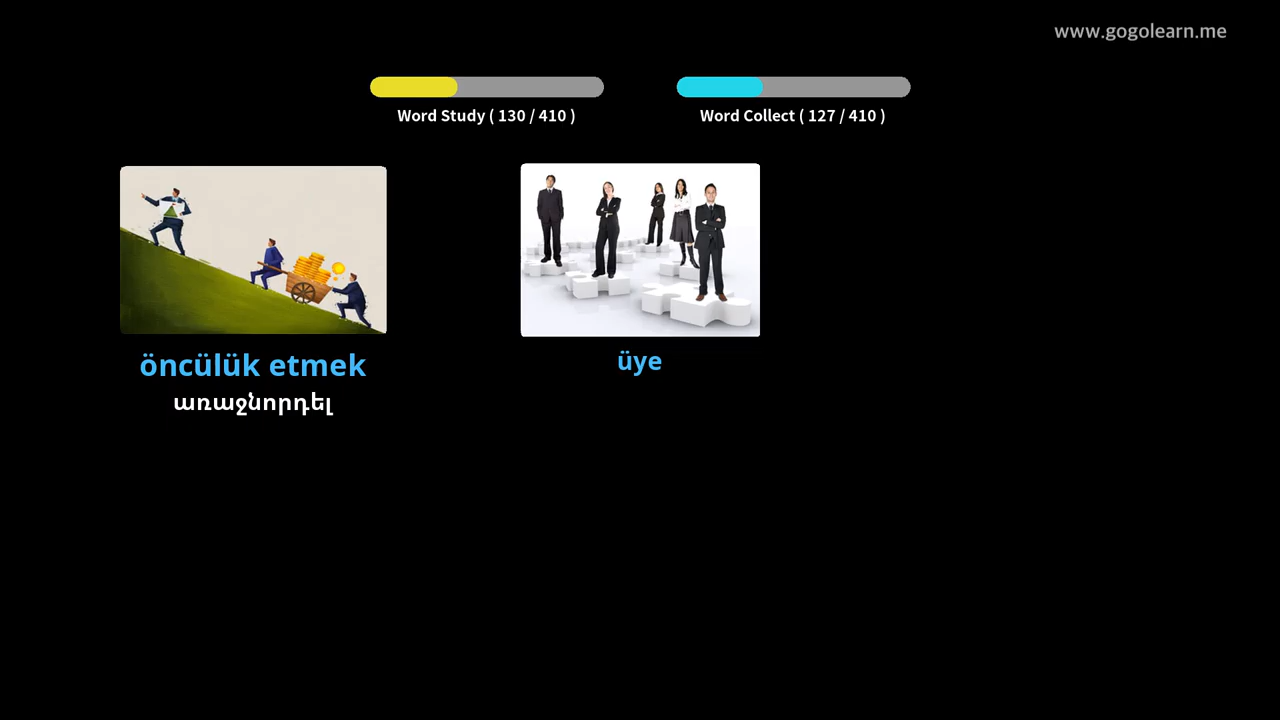 www.gogolearn.me
Word Study ( 130 / 410 )
Word Collect ( 127 / 410 )
öncülük etmek
առաջնորդել
üye